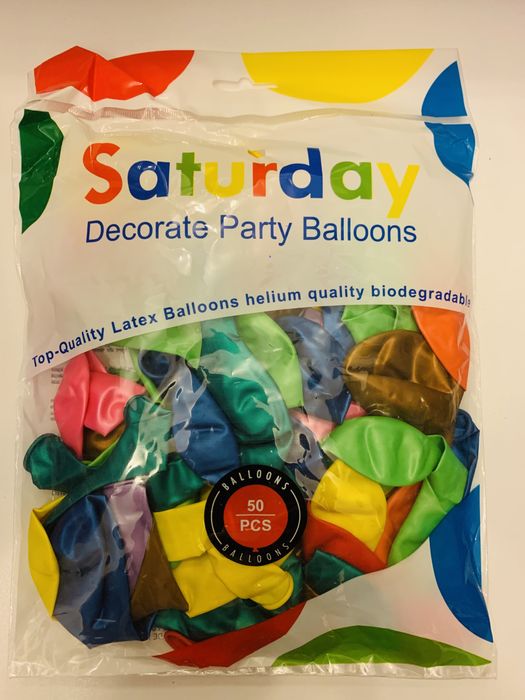 Saturday
Decorate Party Balloons
Top-Quality Latex Balloons helium quality biodegradable
BALLOONS
50
PCS
BALLOONS